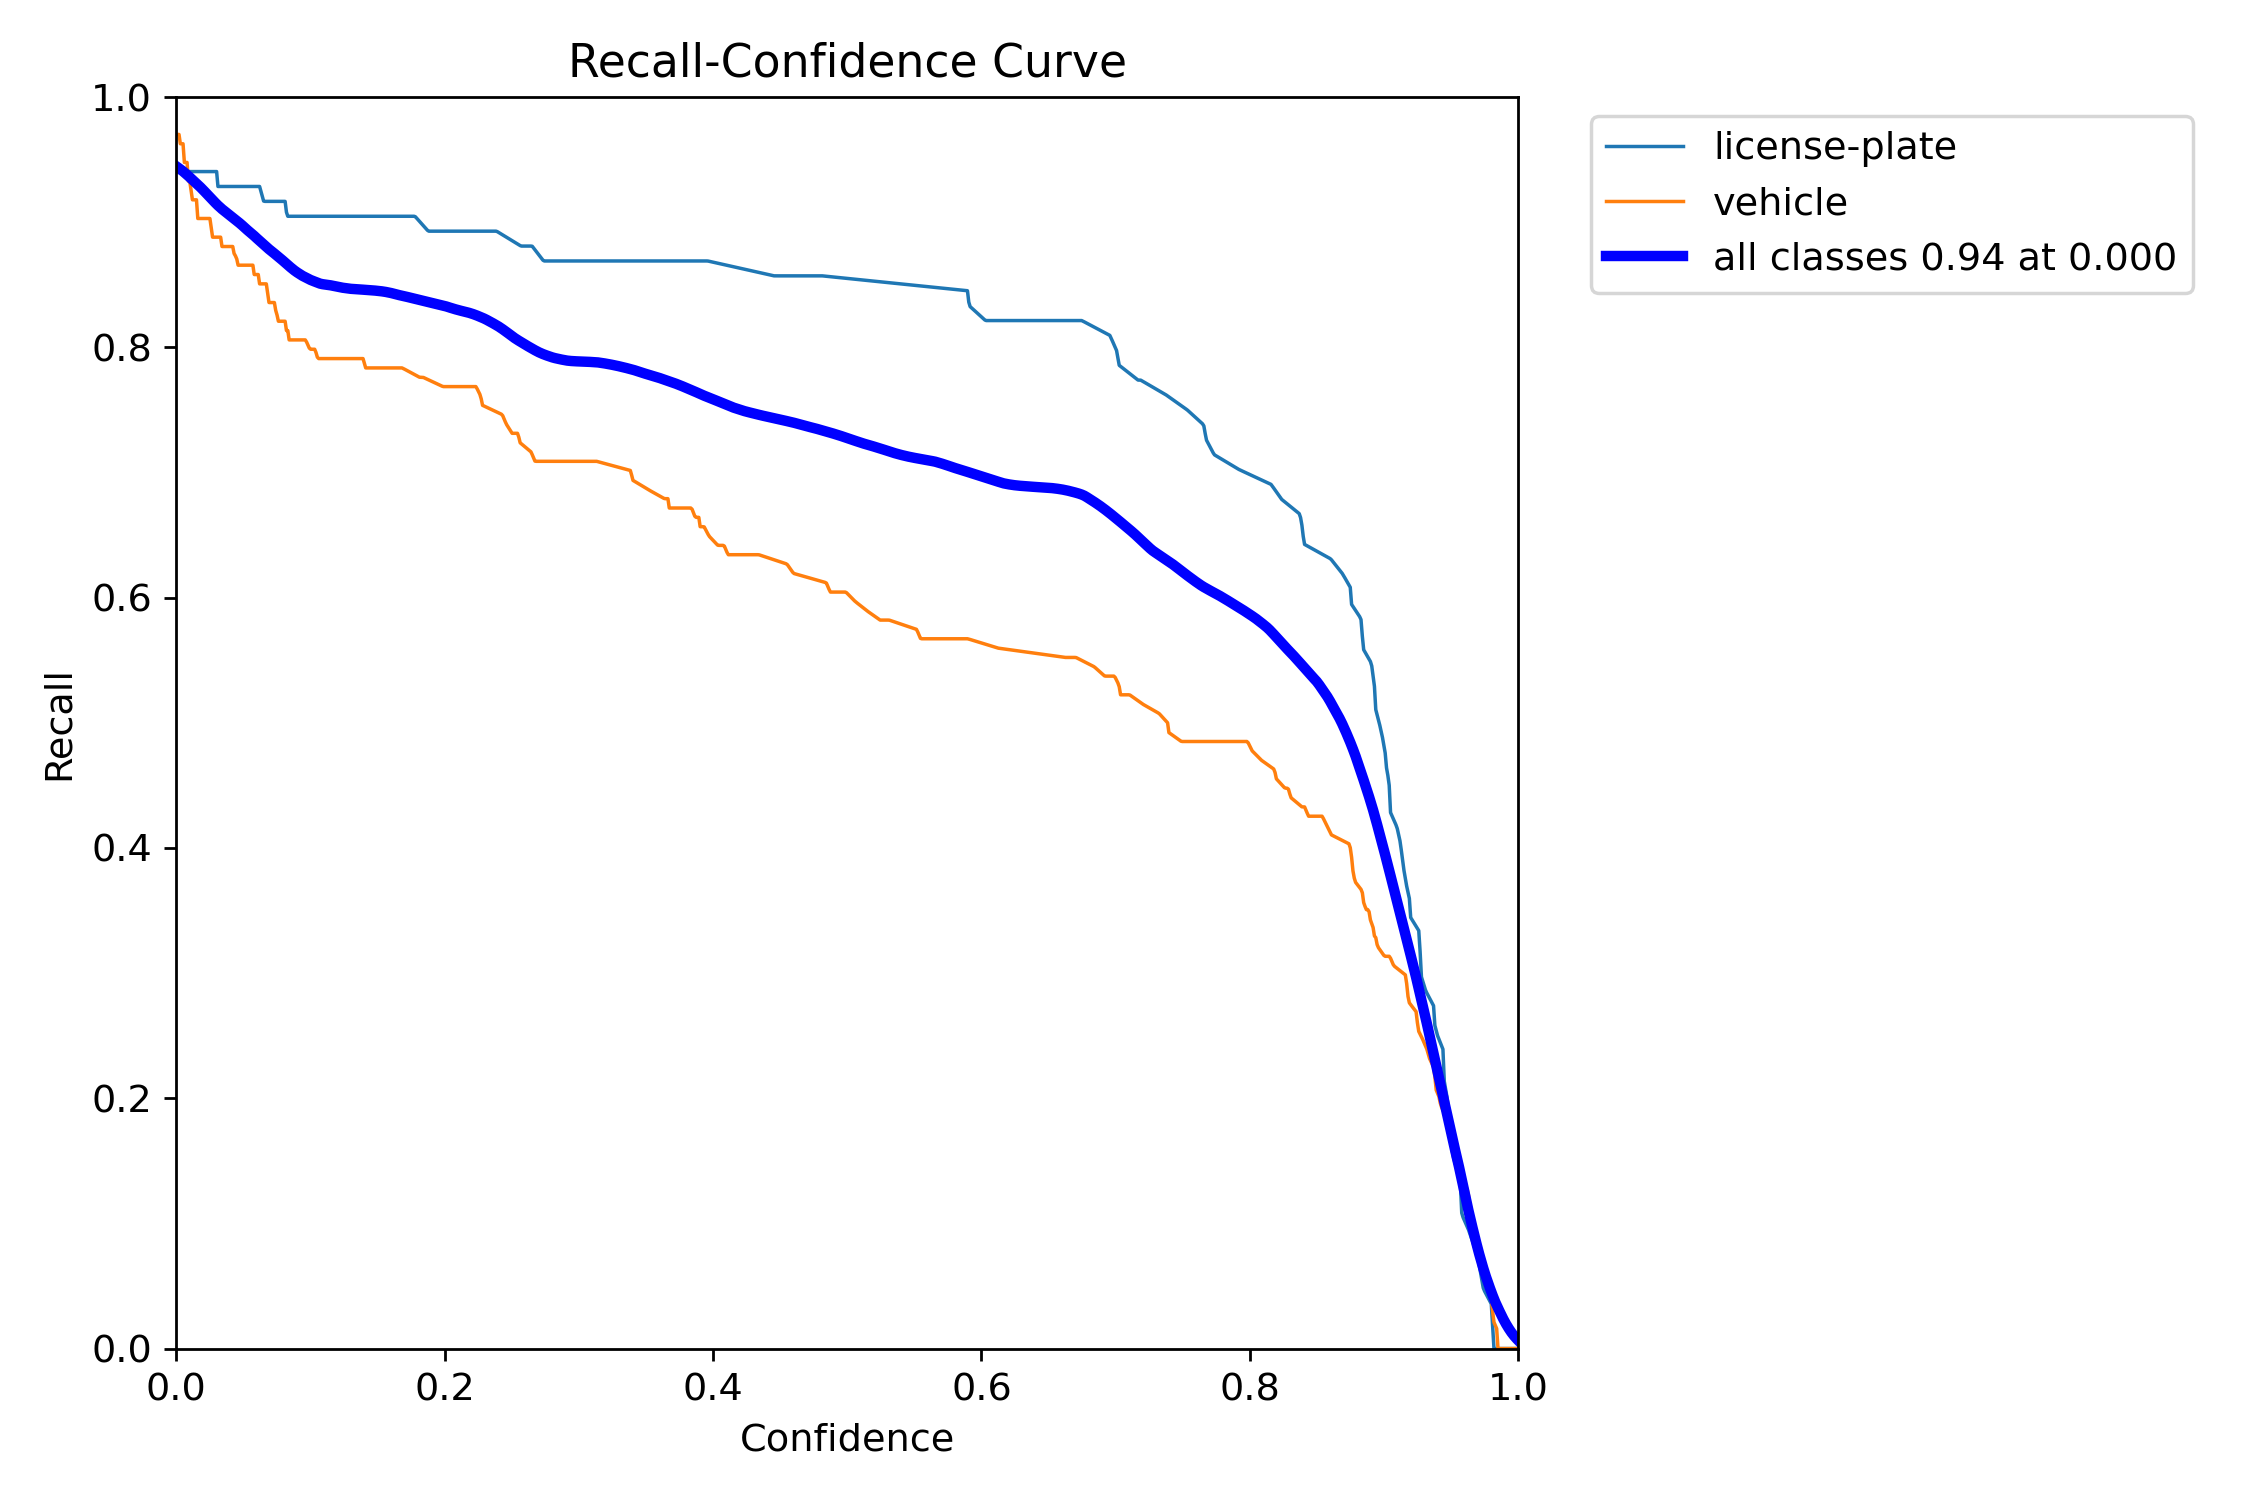 Recall-Confidence Curve
1.0
0.8
0.6
0.4
0.2
0.0
Recall
0.0 0.2 0.4 0.6 0.8 1.0
Confidence
license-plate
vehicle
all classes 0.94 at 0.000